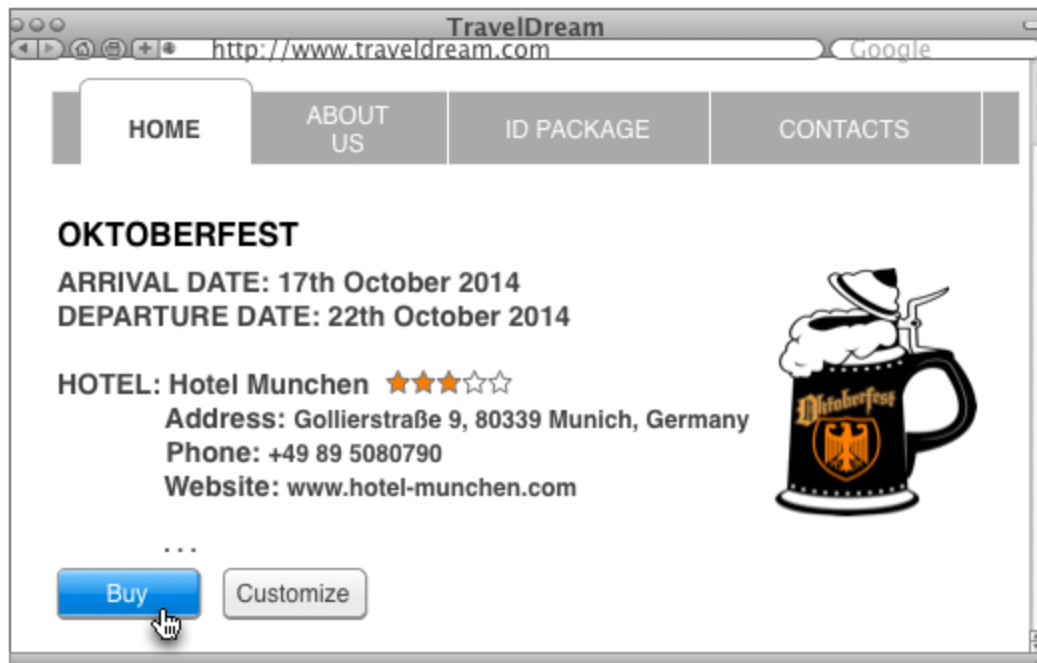 TravelDream
http://www.traveldream.com
Google
HOME
ABOUT
US
ID PACKAGE
CONTACTS
OKTOBERFEST
ARRIVAL DATE: 17th October 2014
DEPARTURE DATE: 22th October 2014
HOTEL: Hotel Munchen
Address: Gollierstraße 9, 80339 Munich, Germany
Phone: +49 89 5080790
Website: www.hotel-munchen.com
Oktoberfest
...
Buy
Customize